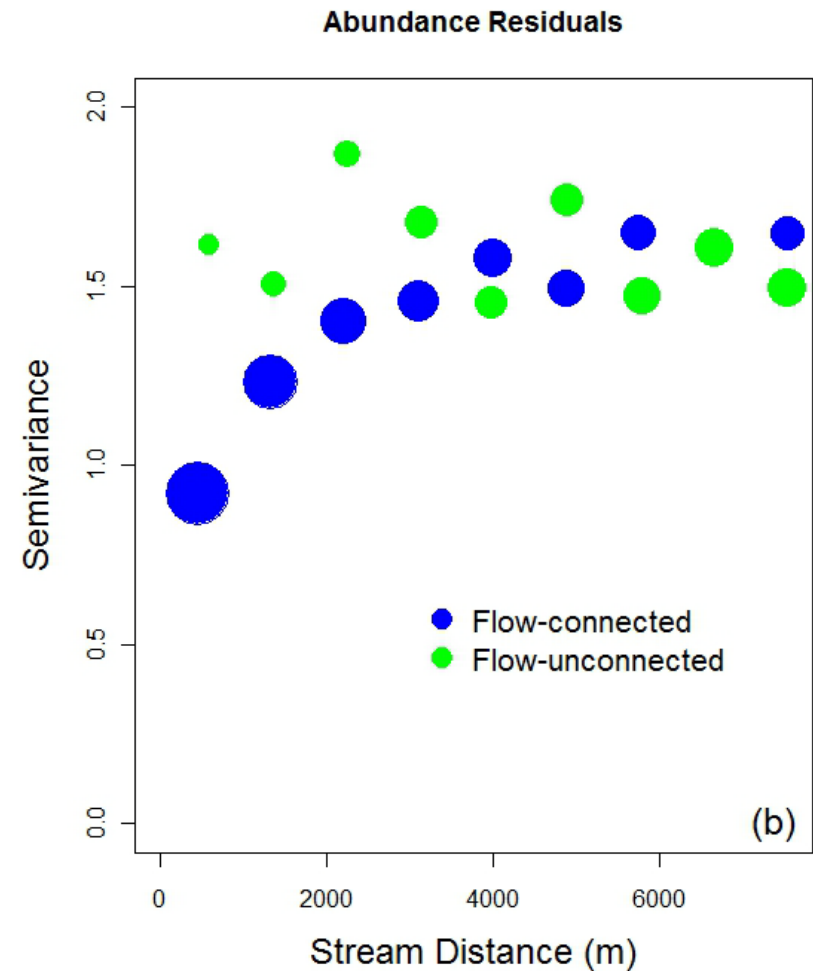 Abundance Residuals
2.0
1.5
1.0
0.5
0.0
Semivariance
Flow-connected
Flow-unconnected
(b)
0 2000 4000 6000
Stream Distance (m)